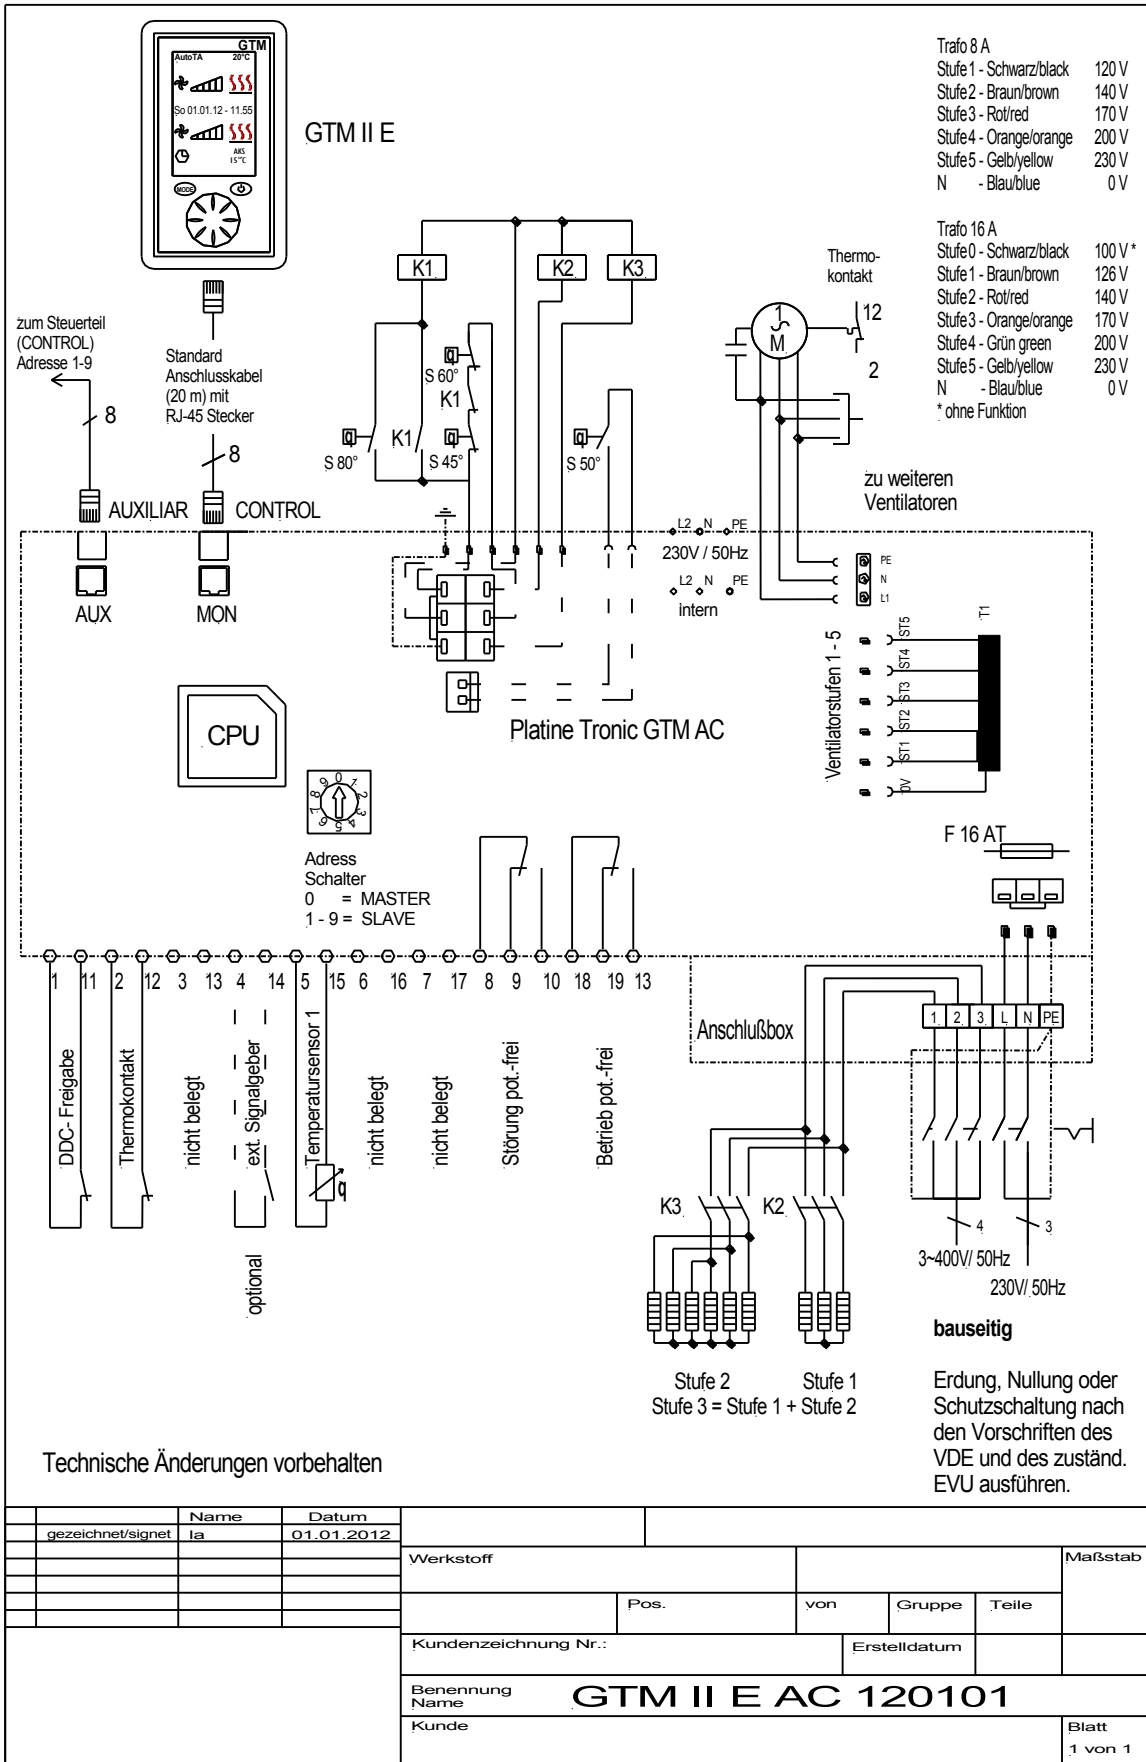 GTM
AutoTA 20°C
So 01.01.12 - 11.55
AKS
15°C
MODE
GTM II E
Trafo 8 A
Stufe 1 - Schwarz/black 120 V
Stufe 2 - Braun/brown 140 V
Stufe 3 - Rot/red 170 V
Stufe 4 - Orange/orange 200 V
Stufe 5 - Gelb/yellow 230 V
N - Blau/blue 0 V
Trafo 16 A
Stufe 0 - Schwarz/black 100 V *
Stufe 1 - Braun/brown 126 V
Stufe 2 - Rot/red 140 V
Stufe 3 - Orange/orange 170 V
Stufe 4 - Grün green 200 V
Stufe 5 - Gelb/yellow 230 V
N - Blau/blue 0 V
* ohne Funktion
zum Steuerteil
(CONTROL)
Adresse 1-9
8
Standard
Anschlusskabel
(20 m) mit
RJ-45 Stecker
8
K1 K2 K3
S 60°
K1
S 80° K1 S 45° S 50°
Thermo-
kontakt
1
M
12
2
zu weiteren
Ventilatoren
AUXILIAR CONTROL
AUX MON
L2 N PE
230V / 50Hz
L2 N PE
intern
PE
N
L1
Ventilatorstufen 1 - 5
ST5
ST4
ST3
ST2
ST1
0V
T1
Platine Tronic GTM AC
CPU
0 1 2 3 4 5 6 7 8 9
Adress
Schalter
0 = MASTER
1 - 9 = SLAVE
F 16 AT
1 11 2 12 3 13 4 14 5 15 6 16 7 17 8 9 10 18 19 13
DDC- Freigabe
Thermokontakt
nicht belegt
ext. Signalgeber
optional
Temperatursensor 1
nicht belegt
nicht belegt
Störung pot.-frei
Betrieb pot.-frei
Anschlußbox
1 2 3 L N PE
K3 K2
4 3
3~400V/ 50Hz
230V/ 50Hz
bauseitig
Stufe 2 Stufe 1
Stufe 3 = Stufe 1 + Stufe 2
Erdung, Nullung oder
Schutzschaltung nach
den Vorschriften des
VDE und des zuständ.
EVU ausführen.
Technische Änderungen vorbehalten
Name Datum
gezeichnet/signet la 01.01.2012
Werkstoff Maßstab
Pos. von Gruppe Teile
Kundenzeichnung Nr.: Erstelldatum
Benennung
Name
GTM II E AC 120101
Kunde Blatt
1 von 1